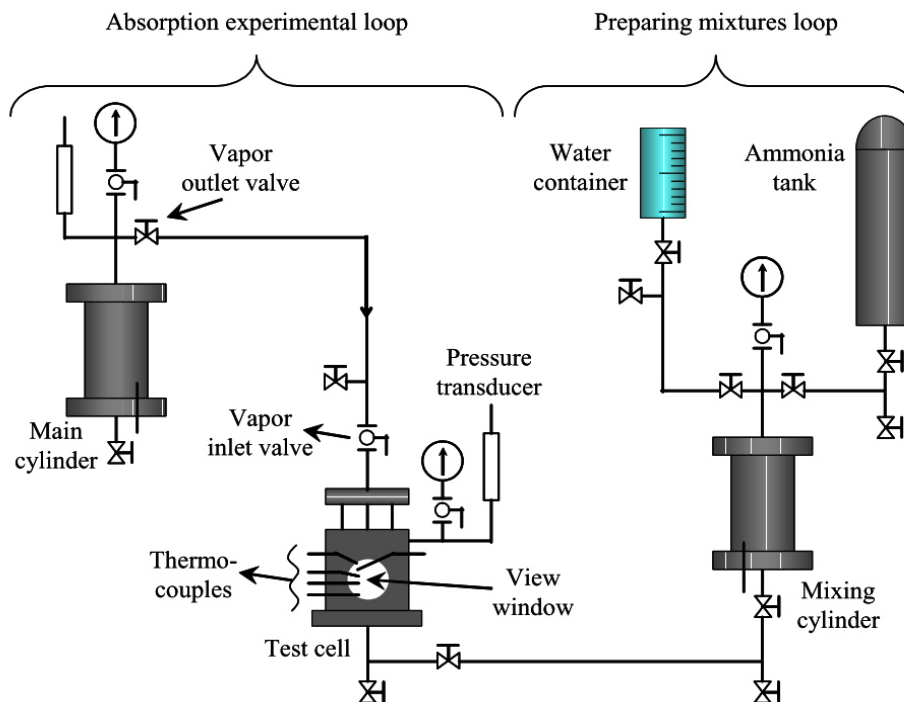 Absorption experimental loop
Preparing mixtures loop
Vapor
outlet valve
Water
container
Ammonia
tank
Pressure
transducer
Main
cylinder
Vapor
inlet valve
Thermo-
couples
View
window
Mixing
cylinder
Test cell